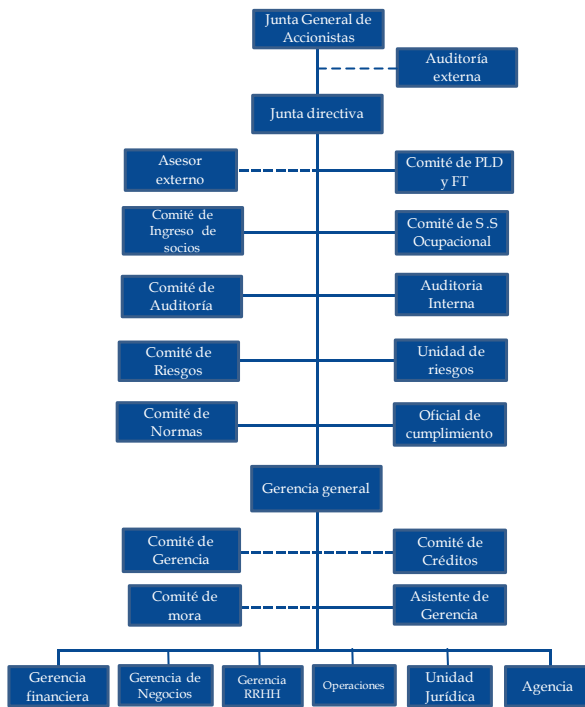 Junta General de
Accionistas
Auditoría
externa
Junta directiva
Asesor
externo
Comité de PLD
y FT
Comité de
Ingreso de
socios
Comité de S .S
Ocupacional
Comité de
Auditoría
Auditoria
Interna
Comité de
Riesgos
Unidad de
riesgos
Comité de
Normas
Oficial de
cumplimiento
Gerencia general
Comité de
Gerencia
Comité de
Créditos
Comité de
mora
Asistente de
Gerencia
Gerencia
financiera
Gerencia de
Negocios
Gerencia
RRHH
Operaciones
Unidad
Jurídica
Agencia